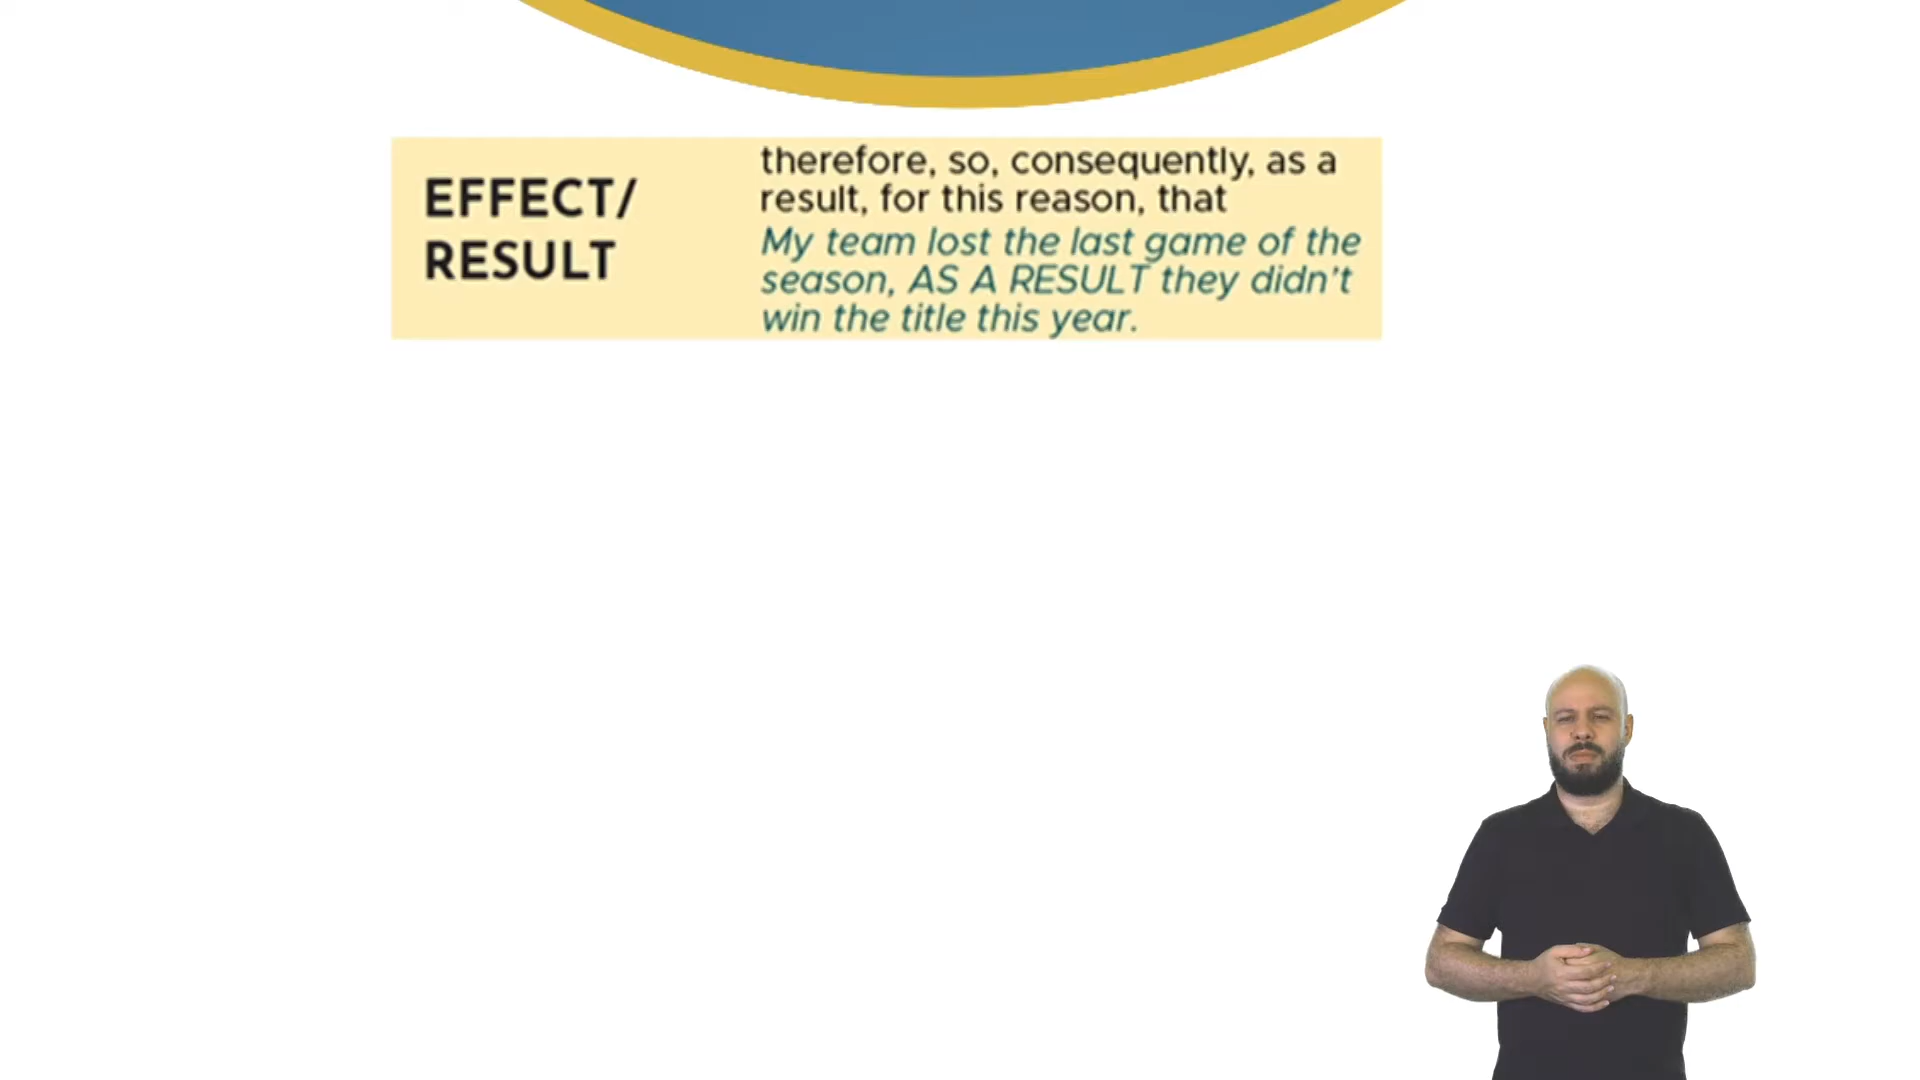 EFFECT/
RESULT
therefore, so, consequently, as a
result, for this reason, that
My team lost the last game of the
season, AS A RESULT they didn't
win the title this year.